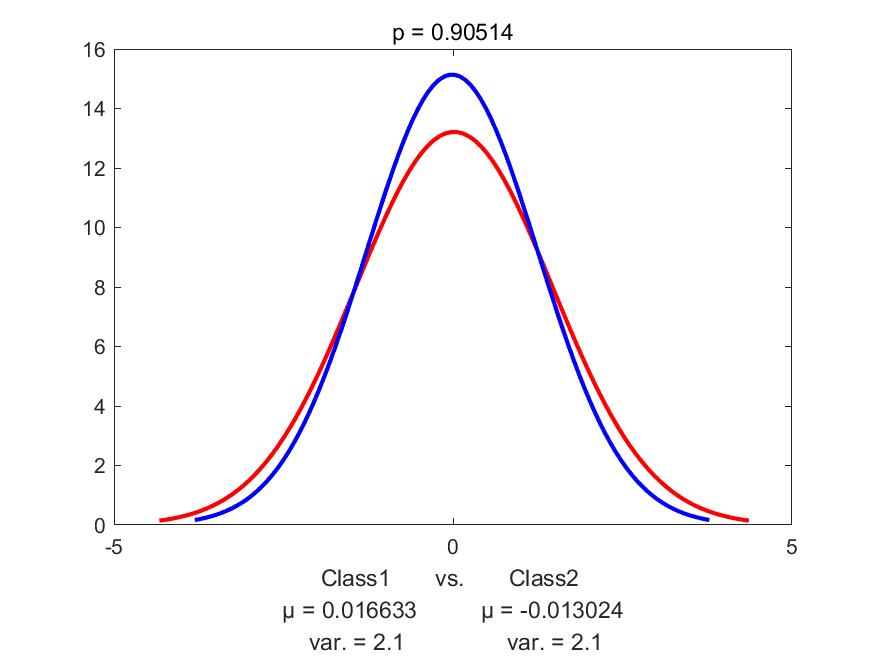 p = 0.90514
16
14
12
10
8
6
4
2
0
-5 0 5
Class1 vs. Class2
μ = 0.016633 μ = -0.013024
var. = 2.1 var. = 2.1